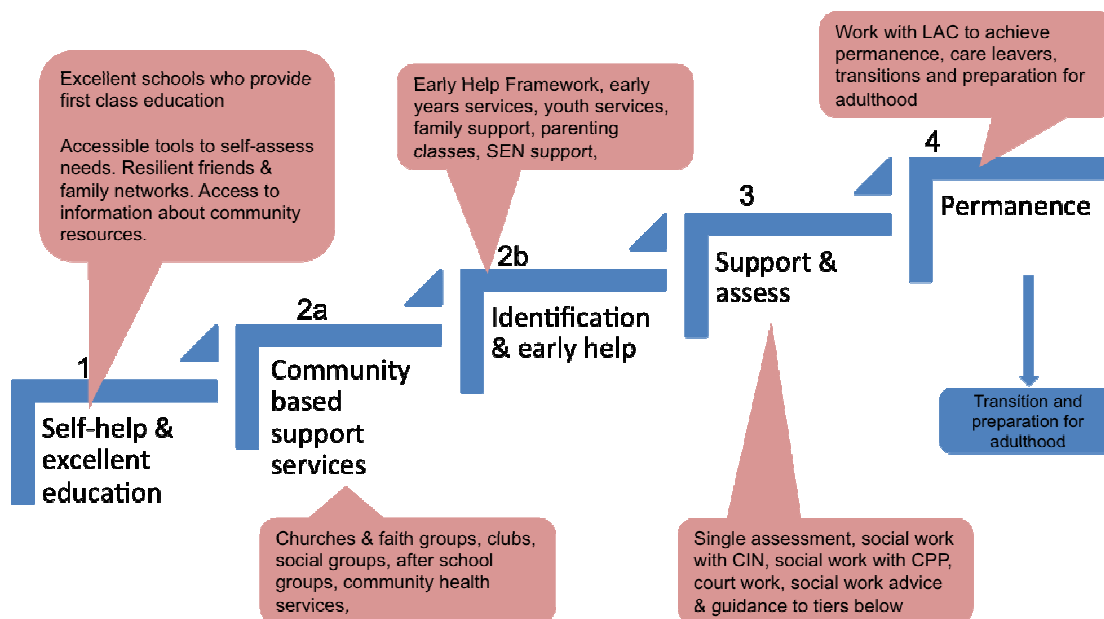 Excellent schools who provide
first class education
Accessible tools to self-assess
needs. Resilient friends &
family networks. Access to
information about community
resources.
1
Self-help &
excellent
education
2a
Community
based
support
services
Churches & faith groups, clubs,
social groups, after school
groups, community health
services,
Early Help Framework, early
years services, youth services,
family support, parenting
classes, SEN support,
2b
Identification
& early help
3
Support &
assess
Single assessment, social work
with CIN, social work with CPP,
court work, social work advice
& guidance to tiers below
Work with LAC to achieve
permanence, care leavers,
transitions and preparation for
adulthood
4
Permanence
Transition and
preparation for
adulthood